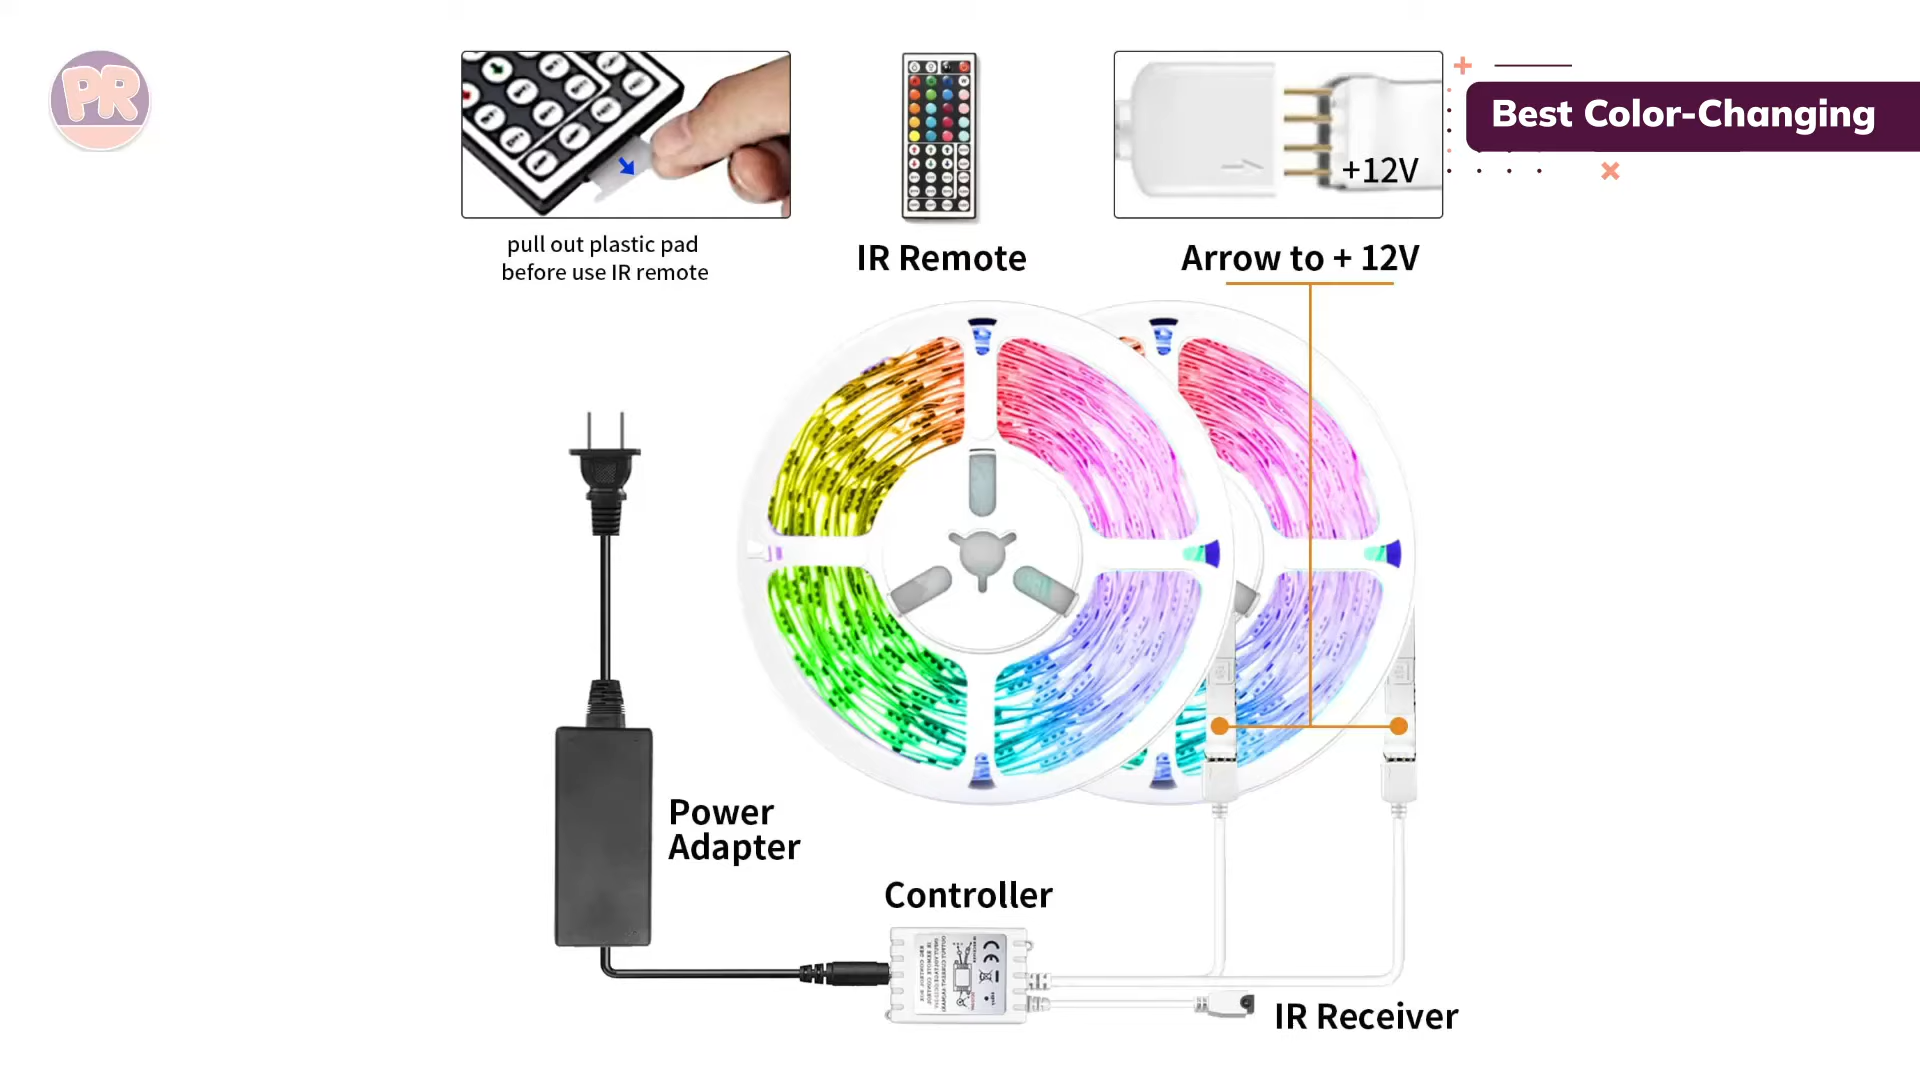 PR
Best Color-Changing
+12V
pull out plastic pad
before use IR remote
IR Remote
Arrow to + 12V
Power
Adapter
Controller
IR Receiver